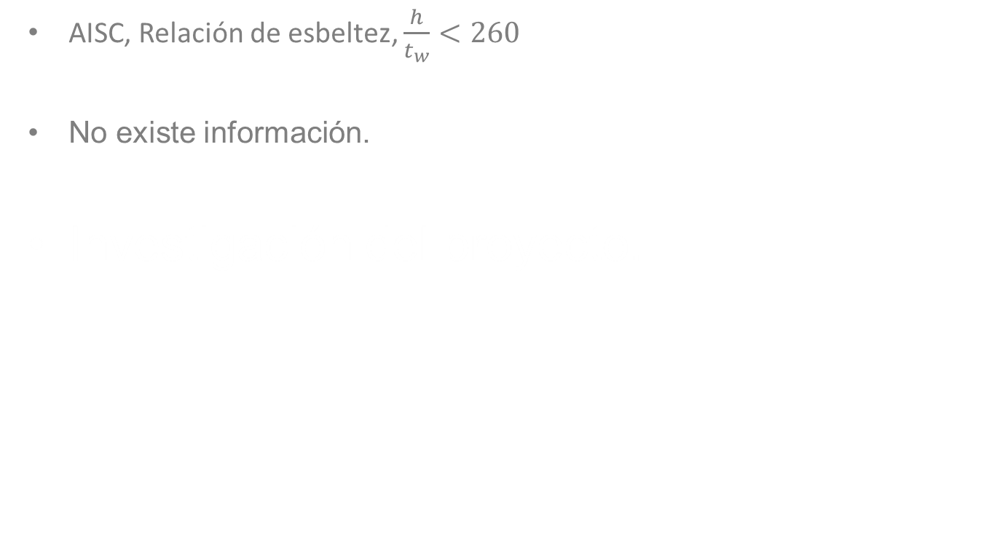 • AISC, Relación de esbeltez, h/t_w < 260
• No existe información.